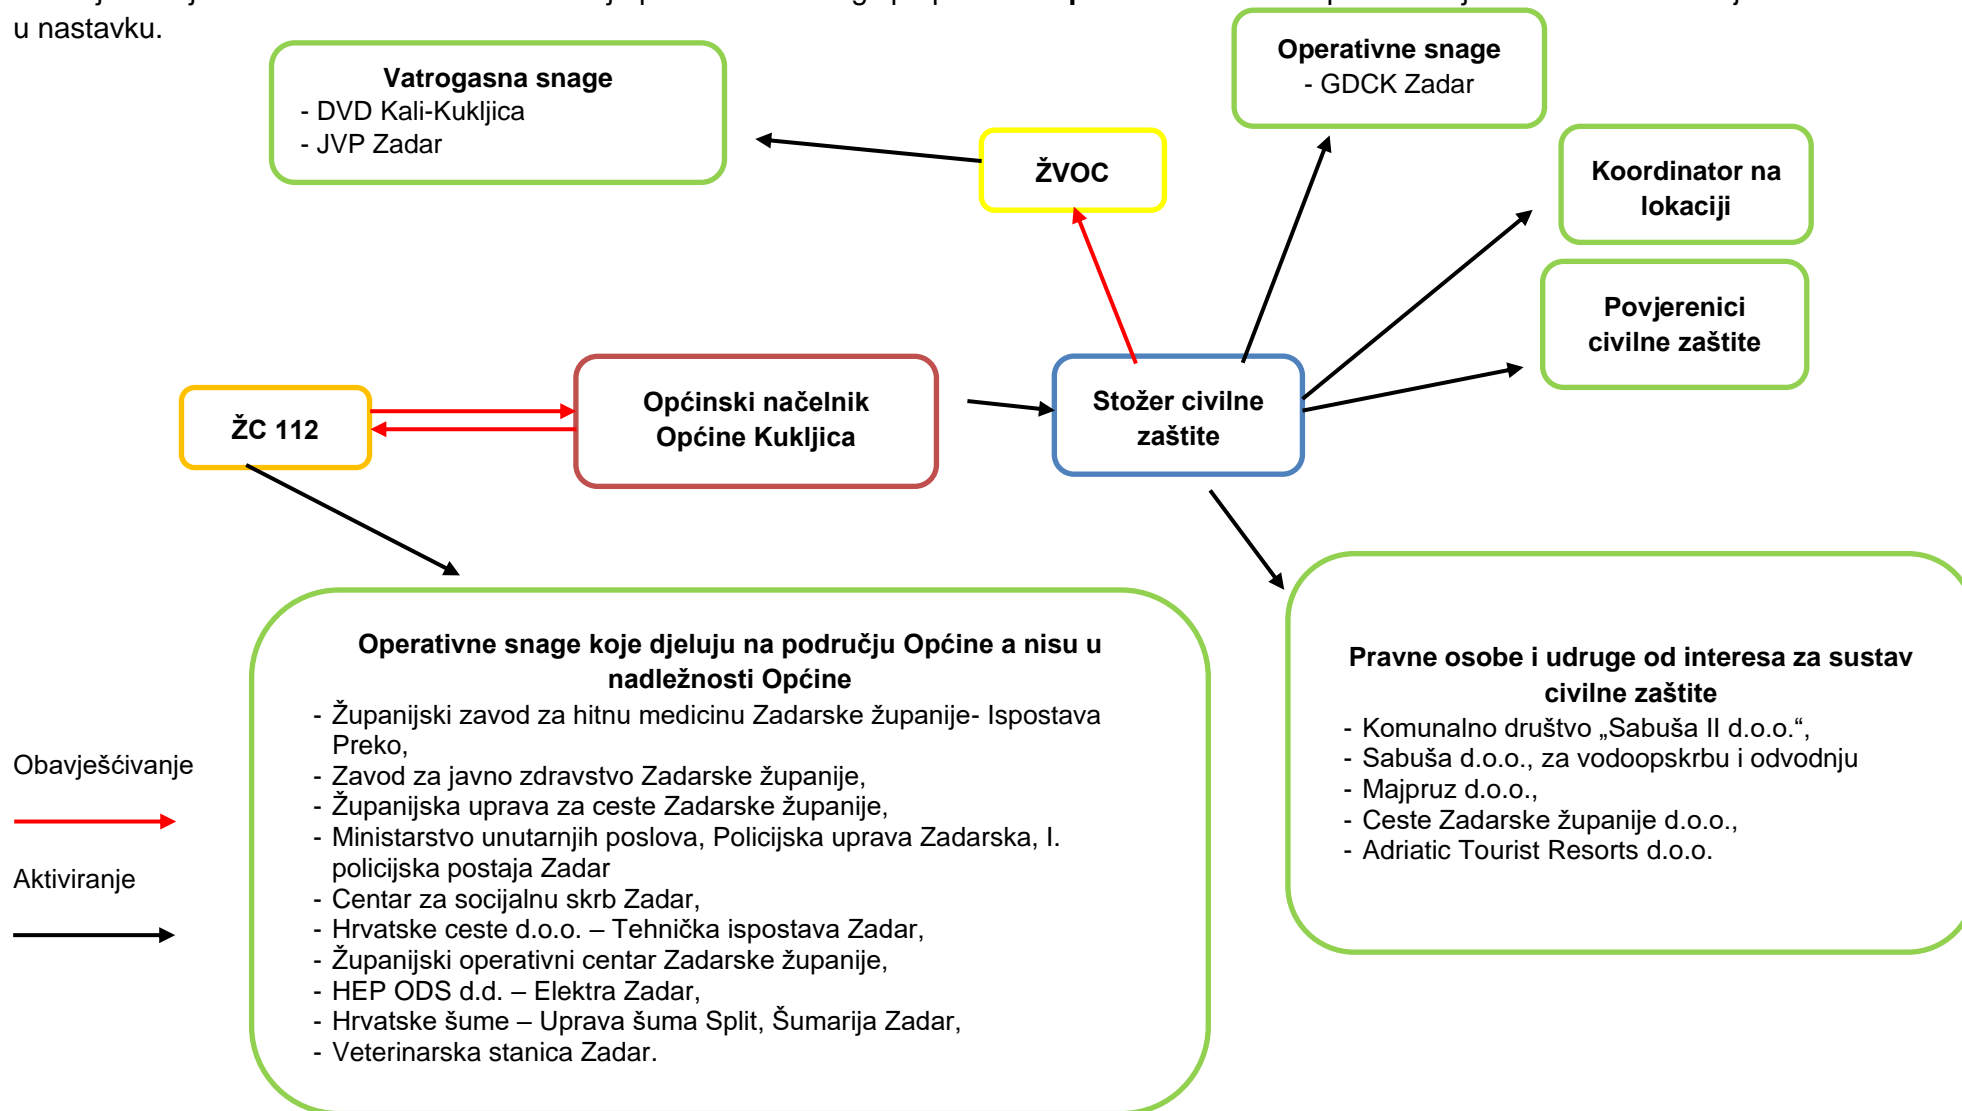 u nastavku.
Vatrogasna snage
- DVD Kali-Kukljica
- JVP Zadar
Operativne snage
- GDCK Zadar
ŽVOC
Koordinator na
lokaciji
Povjerenici
civilne zaštite
ŽC 112
Općinski načelnik
Općine Kukljica
Stožer civilne
zaštite
Operativne snage koje djeluju na području Općine a nisu u
nadležnosti Općine
- Županijski zavod za hitnu medicinu Zadarske županije- Ispostava
Preko,
- Zavod za javno zdravstvo Zadarske županije,
- Županijska uprava za ceste Zadarske županije,
- Ministarstvo unutarnjih poslova, Policijska uprava Zadarska, I.
policijska postaja Zadar
- Centar za socijalnu skrb Zadar,
- Hrvatske ceste d.o.o. – Tehnička ispostava Zadar,
- Županijski operativni centar Zadarske županije,
- HEP ODS d.d. – Elektra Zadar,
- Hrvatske šume – Uprava šuma Split, Šumarija Zadar,
- Veterinarska stanica Zadar.
Pravne osobe i udruge od interesa za sustav
civilne zaštite
- Komunalno društvo „Sabuša II d.o.o.“,
- Sabuša d.o.o., za vodoopskrbu i odvodnju
- Majpruz d.o.o.,
- Ceste Zadarske županije d.o.o.,
- Adriatic Tourist Resorts d.o.o.
Obavješćivanje
Aktiviranje